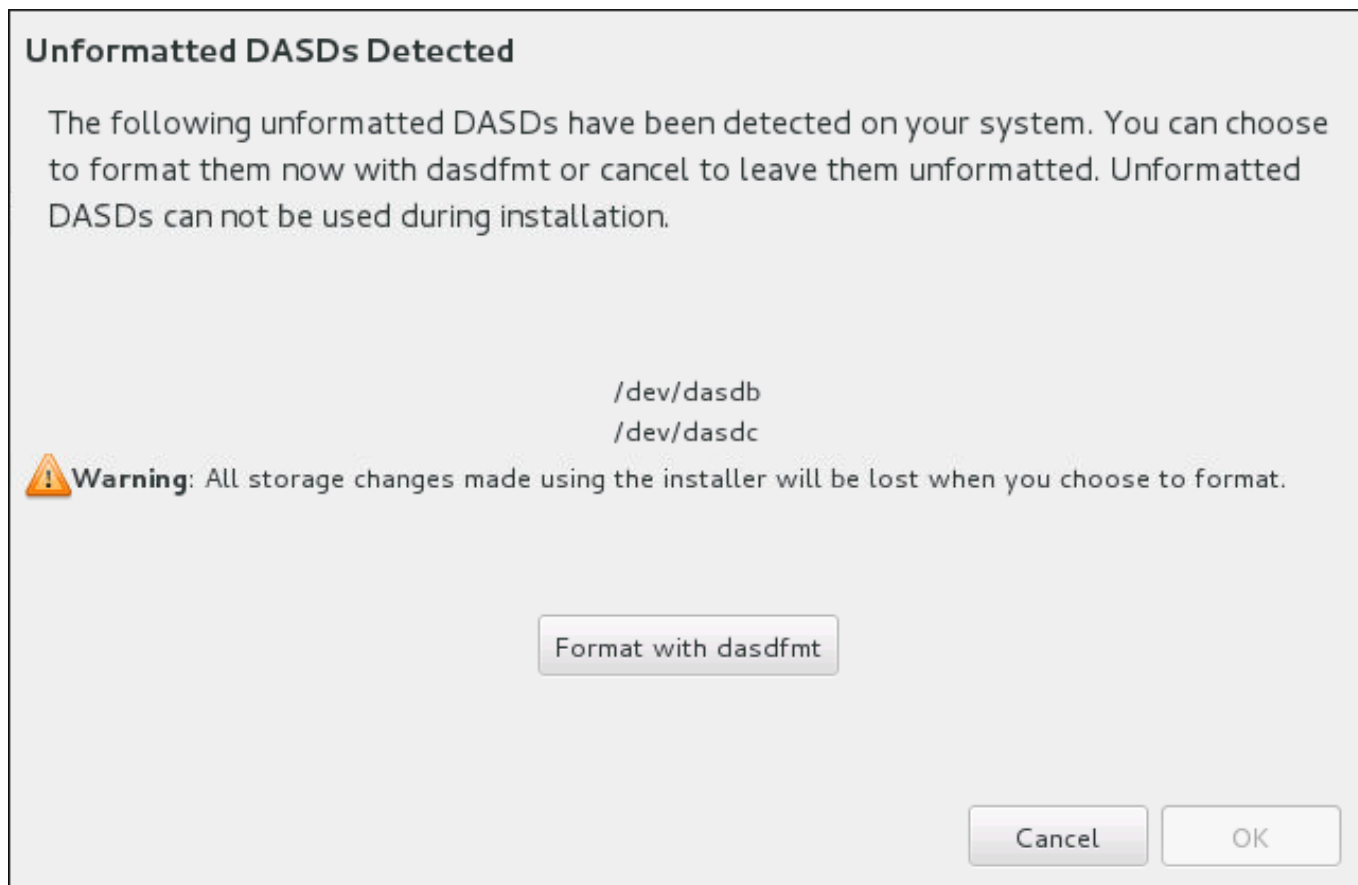 Unformatted DASDs Detected
The following unformatted DASDs have been detected on your system. You can choose
to format them now with dasdfmt or cancel to leave them unformatted. Unformatted
DASDs can not be used during installation.
/dev/dasdb
/dev/dasdc
Warning: All storage changes made using the installer will be lost when you choose to format.
Format with dasdfmt
Cancel
OK